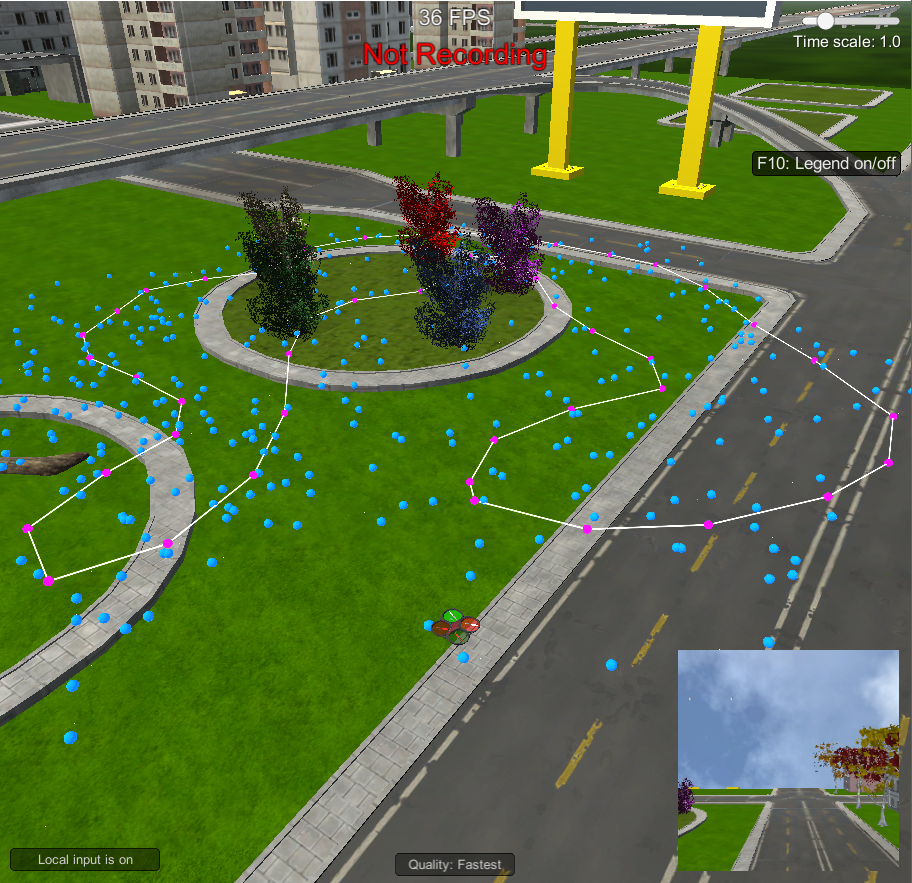 36 FPS
Not Recording
Time scale: 1.0
F10: Legend on/off
Local input is on
Quality: Fastest